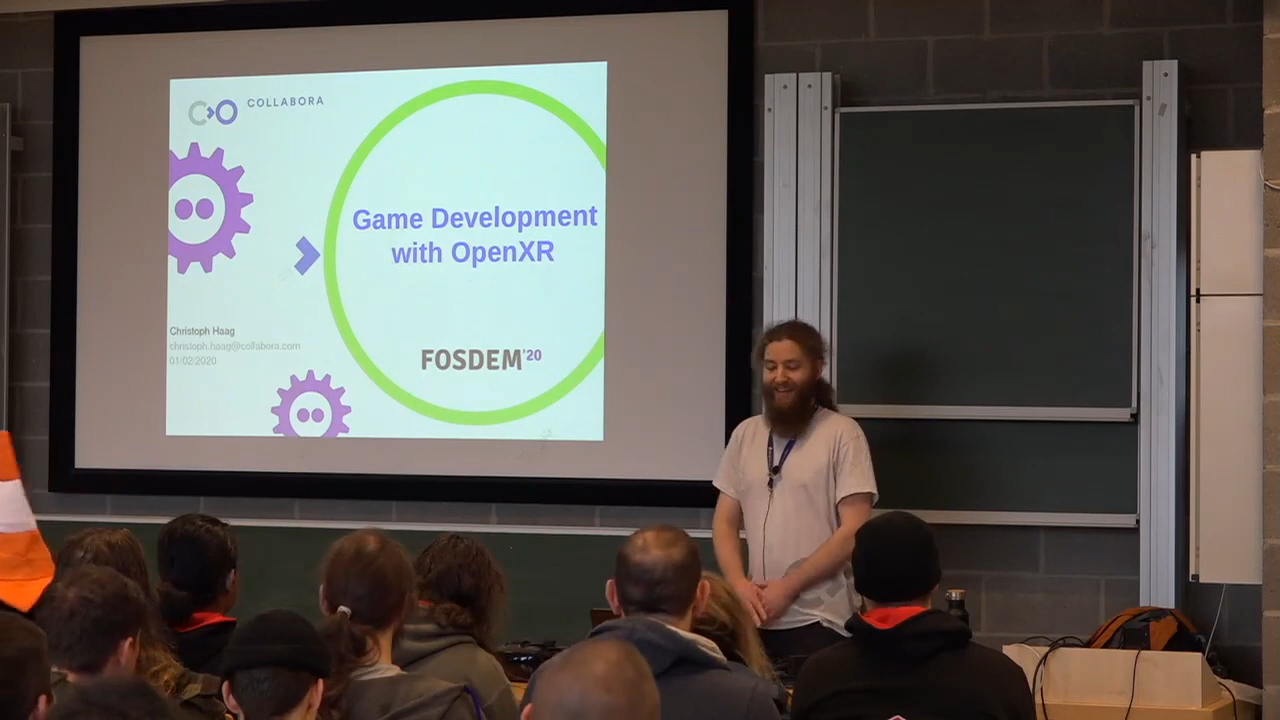 COLLABORA
Game Development
with OpenXR
Christoph Haag
christoph.haag@collabora.com
01/02/2020
FOSDEM'20